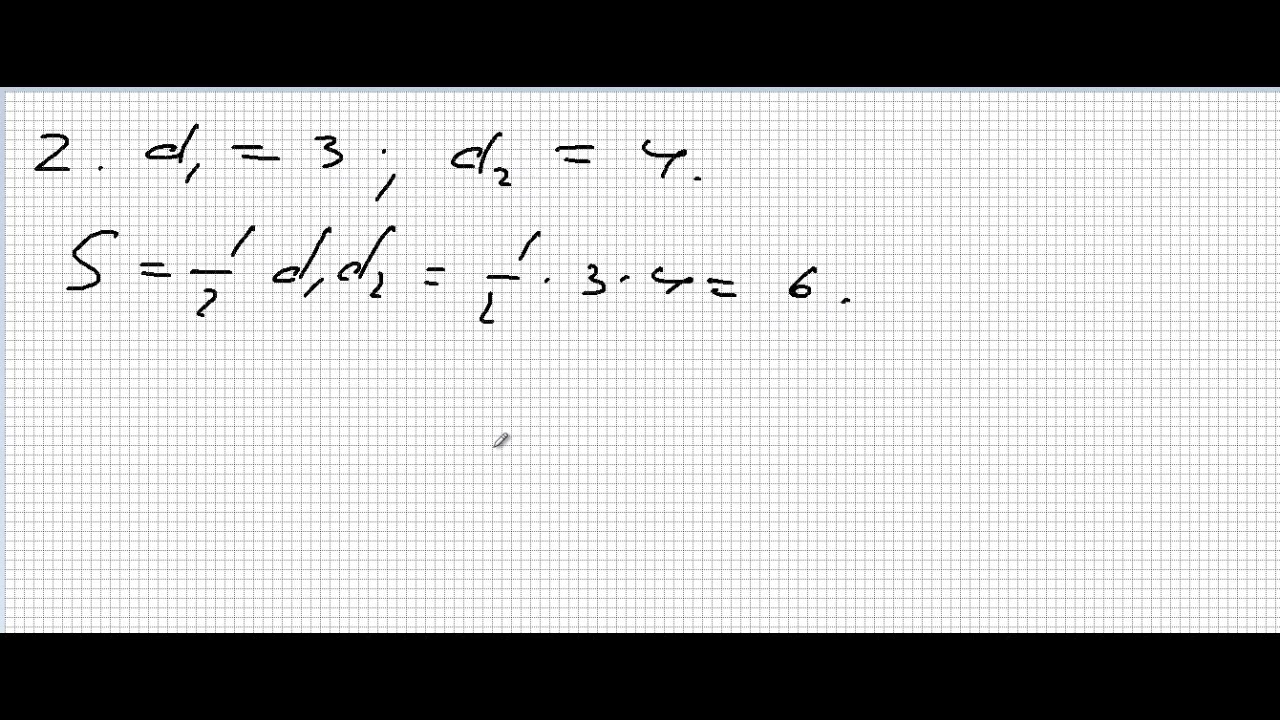 2. d₁ = 3; d₂ = 4.
S = 1/2 d₁d₂ = 1/2 · 3 · 4 = 6.